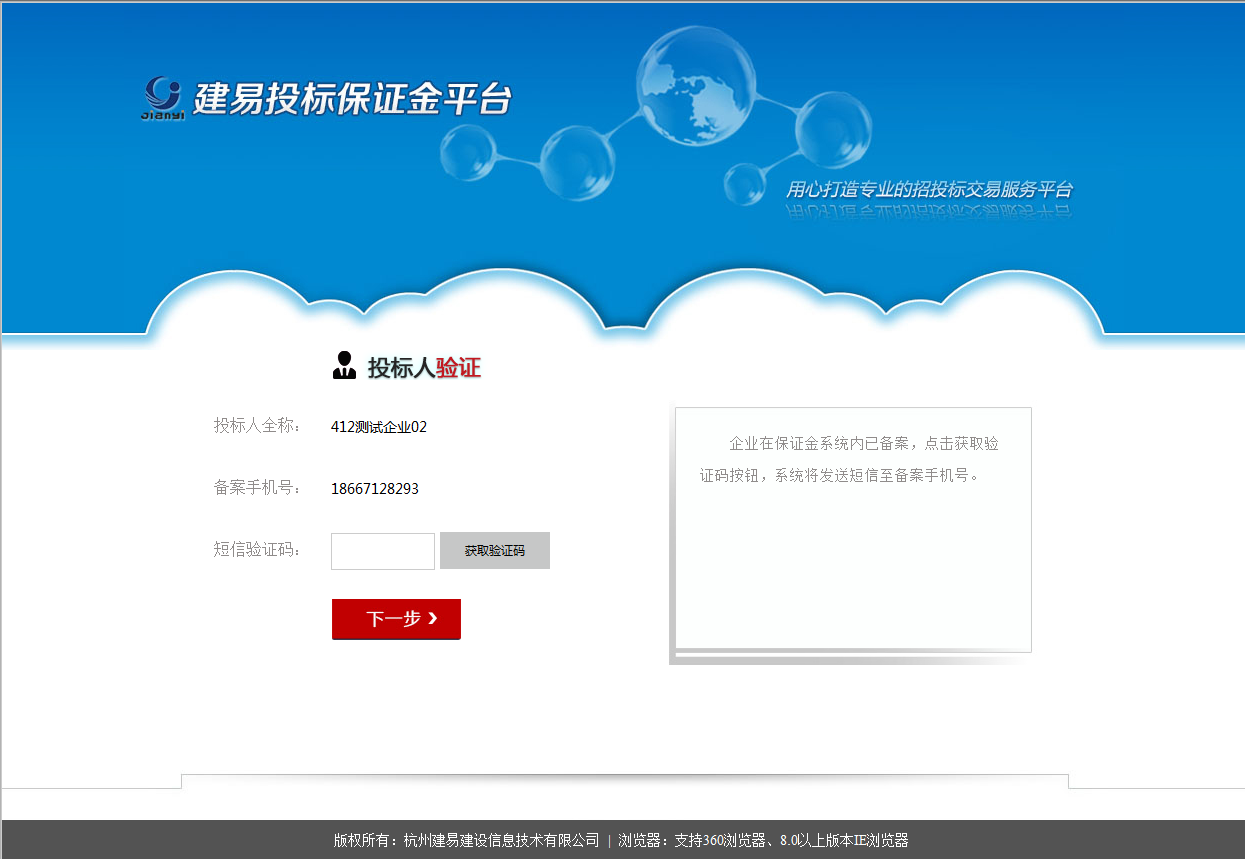 JIANYI 建易投标保证金平台
用心打造专业的招投标交易服务平台
投标人验证
投标人全称： 412测试企业02
备案手机号： 18667128293
短信验证码： 获取验证码
下一步 ›
企业在保证金系统内已备案，点击获取验
证码按钮，系统将发送短信至备案手机号。
版权所有：杭州建易建设信息技术有限公司 | 浏览器：支持360浏览器、8.0以上版本IE浏览器